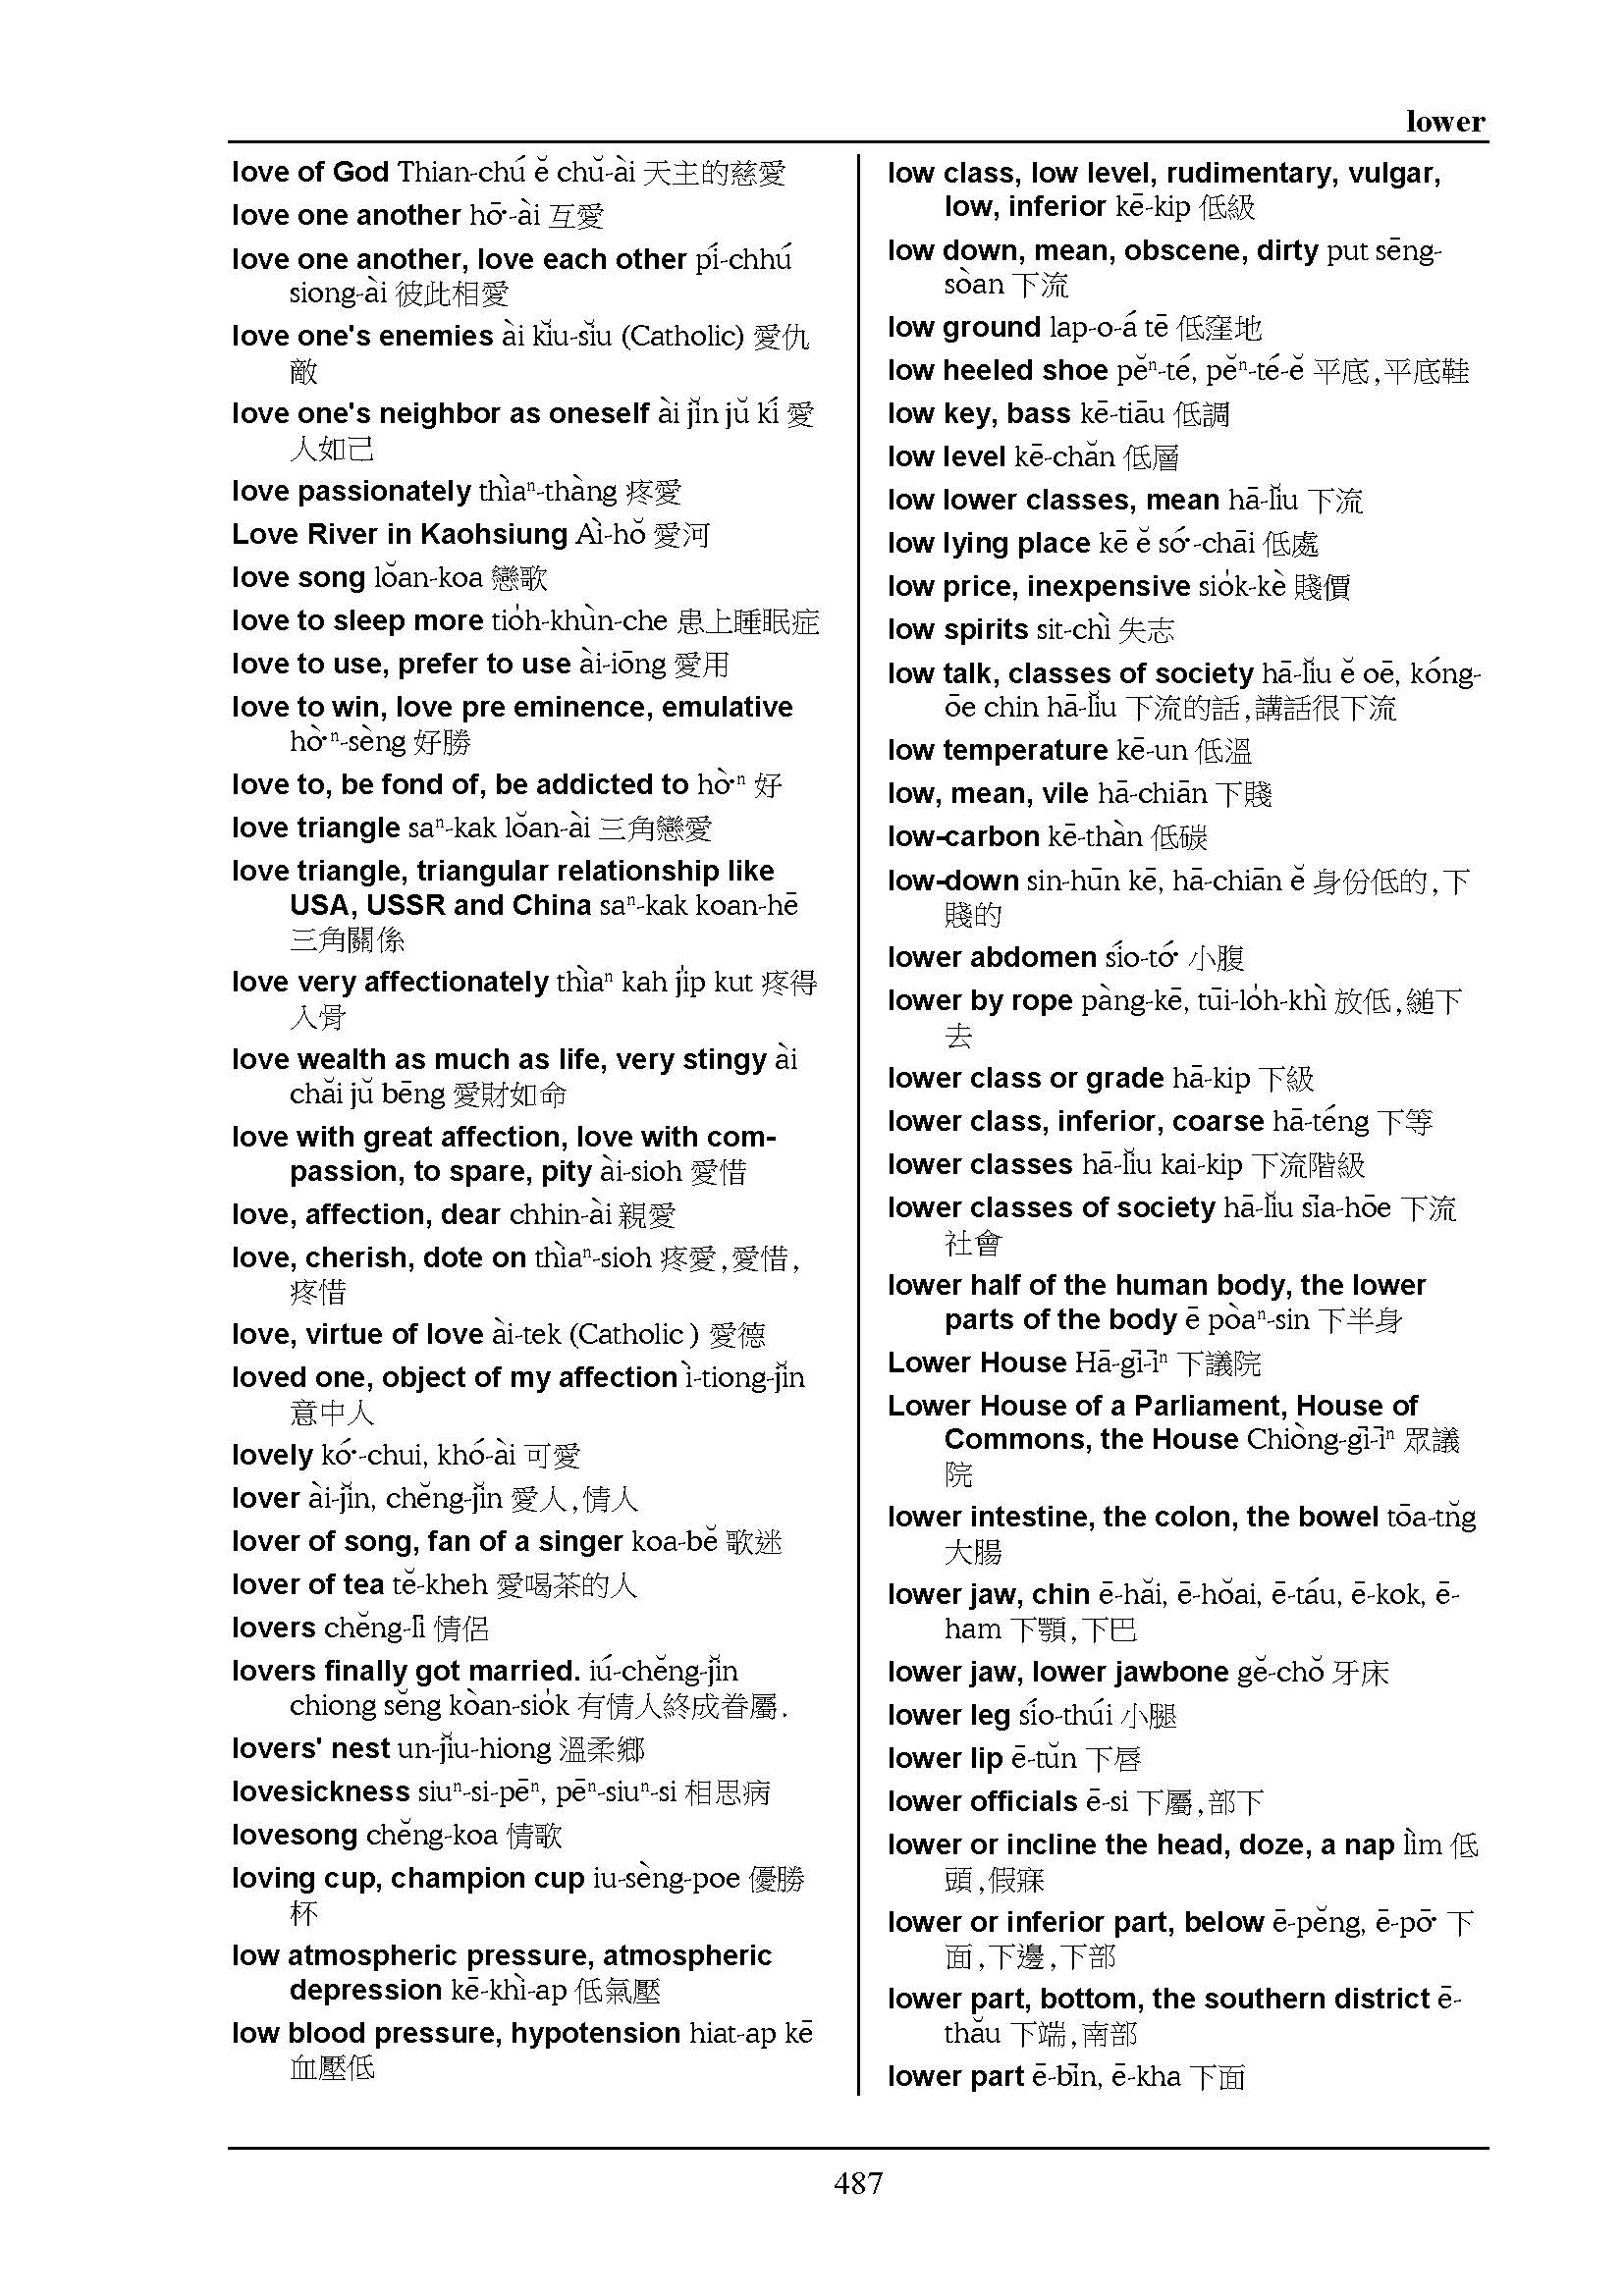 lower
love of God Thian-chú ĕ chŭ-ài 天主的慈愛
love one another hō͘-ài 互愛
love one another, love each other pí-chhú
siong-ài 彼此相愛
love one's enemies ài kĭu-sĭu (Catholic) 愛仇
敵
love one's neighbor as oneself ài jĭn jŭ kí 愛
人如己
love passionately thìaⁿ-thàng 疼愛
Love River in Kaohsiung Aì-hŏ 愛河
love song lŏan-koa 戀歌
love to sleep more tio̍h-khùn-che 患上睡眠症
love to use, prefer to use ài-iōng 愛用
love to win, love pre eminence, emulative
hò͘ⁿ-sèng 好勝
love to, be fond of, be addicted to hò͘ⁿ 好
love triangle saⁿ-kak lŏan-ài 三角戀愛
love triangle, triangular relationship like
USA, USSR and China saⁿ-kak koan-hē
三角關係
love very affectionately thìaⁿ kah ji̍p kut 疼得
入骨
love wealth as much as life, very stingy ài
chăi jŭ bēng 愛財如命
love with great affection, love with com-
passion, to spare, pity ài-sioh 愛惜
love, affection, dear chhin-ài 親愛
love, cherish, dote on thìaⁿ-sioh 疼愛,愛惜,
疼惜
love, virtue of love ài-tek (Catholic ) 愛德
loved one, object of my affection ì-tiong-jĭn
意中人
lovely kó͘-chui, khó-ài 可愛
lover ài-jĭn, chĕng-jĭn 愛人,情人
lover of song, fan of a singer koa-bĕ 歌迷
lover of tea tĕ-kheh 愛喝茶的人
lovers chĕng-lī 情侶
lovers finally got married. iú-chĕng-jĭn
chiong sĕng kòan-sio̍k 有情人終成眷屬.
lovers' nest un-jĭu-hiong 溫柔鄉
lovesickness siuⁿ-si-pēⁿ, pēⁿ-siuⁿ-si 相思病
lovesong chĕng-koa 情歌
loving cup, champion cup iu-sèng-poe 優勝
杯
low atmospheric pressure, atmospheric
depression kē-khì-ap 低氣壓
low blood pressure, hypotension hiat-ap kē
血壓低
low class, low level, rudimentary, vulgar,
low, inferior kē-kip 低級
low down, mean, obscene, dirty put sēng-
sòan 下流
low ground lap-o-á tē 低窪地
low heeled shoe pĕⁿ-té, pĕⁿ-té-ĕ 平底,平底鞋
low key, bass kē-tiāu 低調
low level kē-chăn 低層
low lower classes, mean hā-lĭu 下流
low lying place kē ĕ só͘-chāi 低處
low price, inexpensive sio̍k-kè 賤價
low spirits sit-chì 失志
low talk, classes of society hā-lĭu ĕ oē, kóng-
ōe chin hā-lĭu 下流的話,講話很下流
low temperature kē-un 低溫
low, mean, vile hā-chiān 下賤
low-carbon kē-thàn 低碳
low-down sin-hūn kē, hā-chiān ĕ 身份低的,下
賤的
lower abdomen sío-tó͘ 小腹
lower by rope pàng-kē, tūi-lo̍h-khì 放低,縋下
去
lower class or grade hā-kip 下級
lower class, inferior, coarse hā-téng 下等
lower classes hā-lĭu kai-kip 下流階級
lower classes of society hā-lĭu sīa-hōe 下流
社會
lower half of the human body, the lower
parts of the body ē pòaⁿ-sin 下半身
Lower House Hā-gī-īⁿ 下議院
Lower House of a Parliament, House of
Commons, the House Chiòng-gī-īⁿ 眾議
院
lower intestine, the colon, the bowel tōa-tn̆g
大腸
lower jaw, chin ē-hăi, ē-hŏai, ē-táu, ē-kok, ē-
ham 下顎,下巴
lower jaw, lower jawbone gĕ-chŏ 牙床
lower leg sío-thúi 小腿
lower lip ē-tŭn 下唇
lower officials ē-si 下屬,部下
lower or incline the head, doze, a nap lìm 低
頭,假寐
lower or inferior part, below ē-pĕng, ē-pō͘ 下
面,下邊,下部
lower part, bottom, the southern district ē-
thău 下端,南部
lower part ē-bīn, ē-kha 下面
487